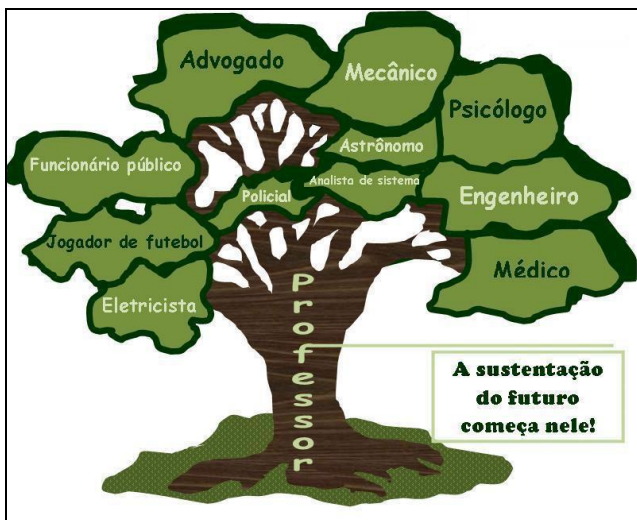 Advogado
Mecânico
Psicólogo
Astrônomo
Funcionário público
Analista de sistema
Policial
Engenheiro
Jogador de futebol
Médico
Eletricista
Professor
A sustentação
do futuro
começa nele!